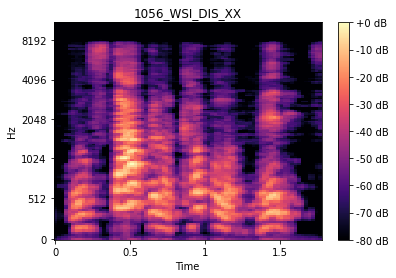 1056_WSI_DIS_XX
8192
4096
2048
1024
512
0
Hz
0
0.5
1
1.5
Time
+0 dB
-10 dB
-20 dB
-30 dB
-40 dB
-50 dB
-60 dB
-70 dB
-80 dB